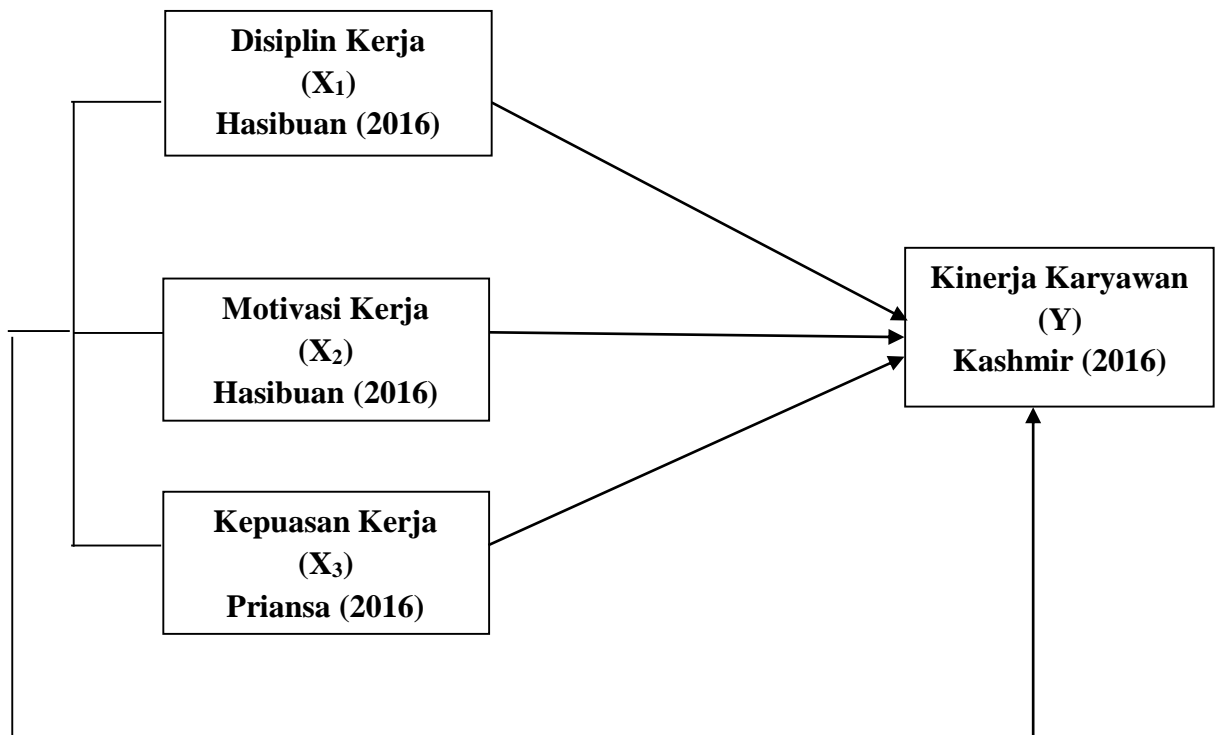 Disiplin Kerja
(X₁)
Hasibuan (2016)
Motivasi Kerja
(X₂)
Hasibuan (2016)
Kepuasan Kerja
(X₃)
Priansa (2016)
Kinerja Karyawan
(Y)
Kashmir (2016)